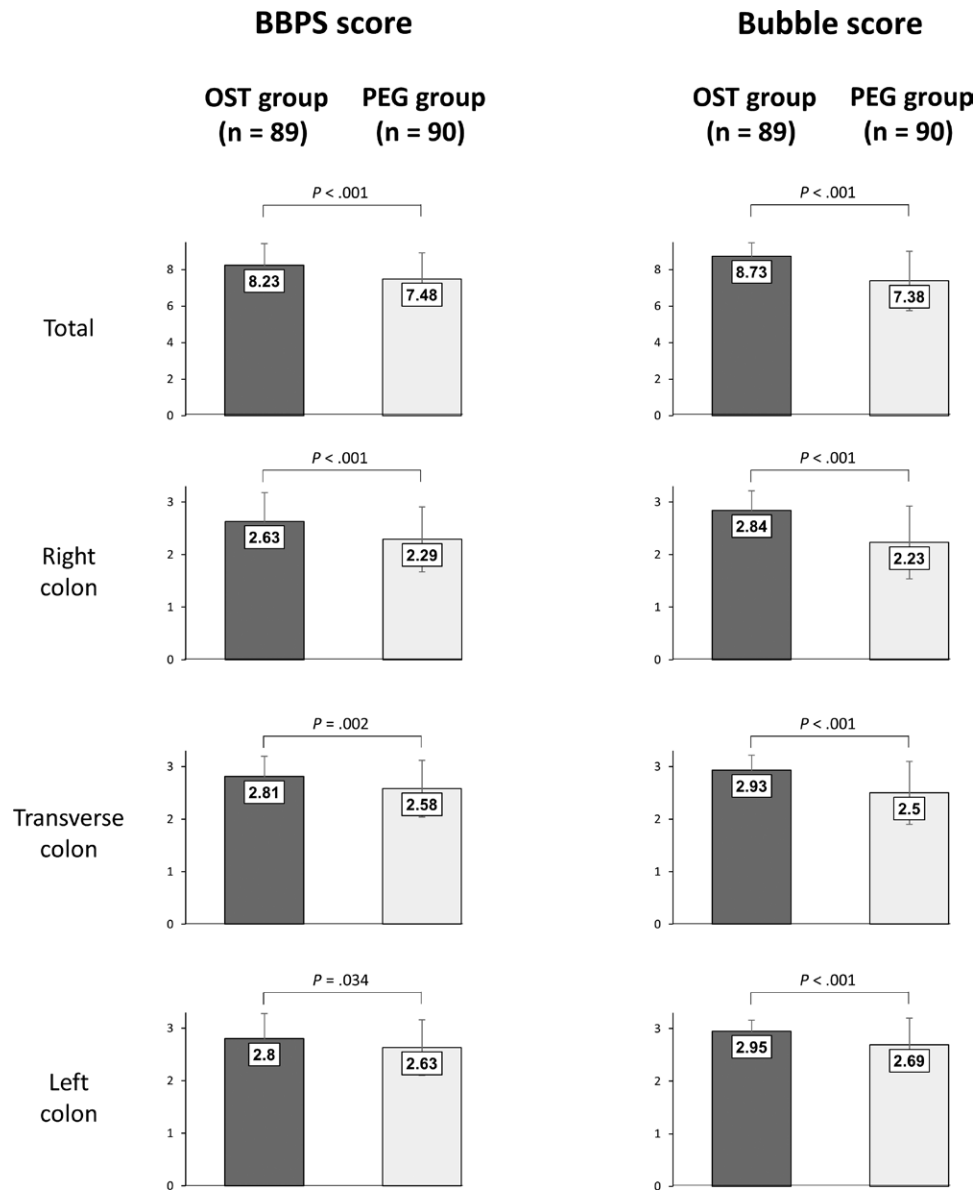 BBPS score
Bubble score
OST group
(n = 89)
PEG group
(n = 90)
OST group
(n = 89)
PEG group
(n = 90)
Total
P < .001
8
6
4
2
0
8.23
7.48
P < .001
8
6
4
2
0
8.73
7.38
Right
colon
P < .001
3
2
1
0
2.63
2.29
P < .001
3
2
1
0
2.84
2.23
Transverse
colon
P = .002
3
2
1
0
2.81
2.58
P < .001
3
2
1
0
2.93
2.5
Left
colon
P = .034
3
2
1
0
2.8
2.63
P < .001
3
2
1
0
2.95
2.69